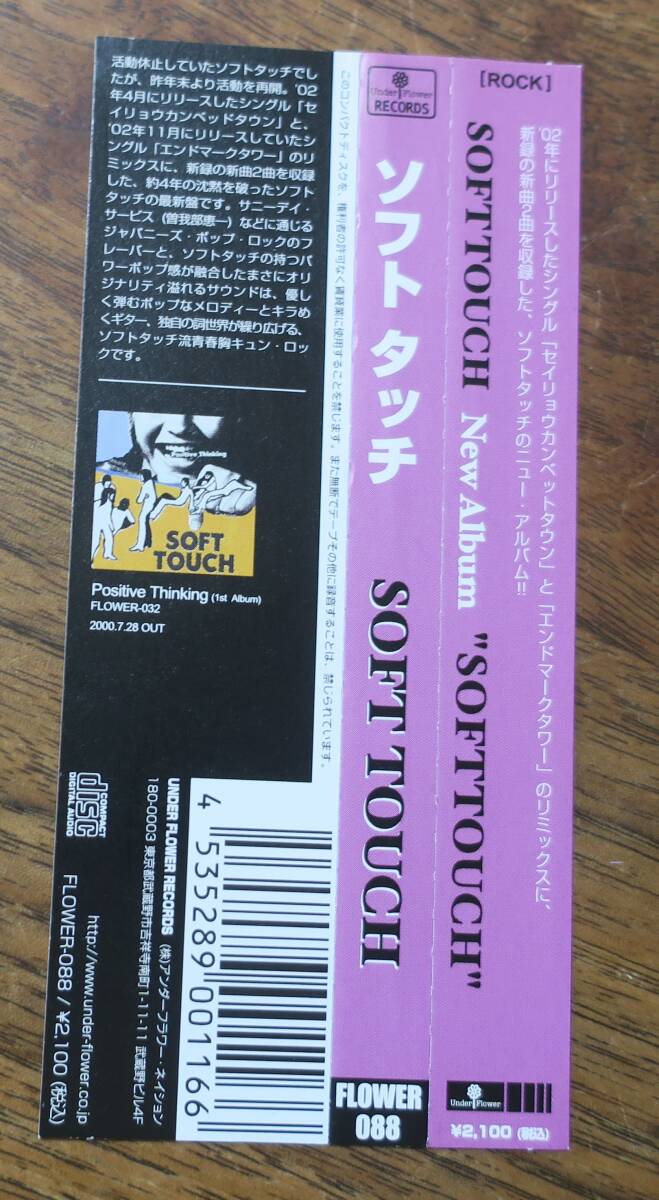 活動休止していたソフトタッチでし
たが、昨年末より活動を再開。'02
年4月にリリースしたシングル「セ
イリョウカンベッドタウン」と、
'02年11月にリリースしていたシ
ングル「エンドマークタワー」のリ
ミックスに、新録の新曲2曲を収録
した、約4年の沈黙を破ったソフト
タッチの最新盤です。サニーデイ・
サービス(曽我部恵一)などに通じる
ジャパニーズ・ポップ・ロックのフ
レーバーと、ソフトタッチの持つパ
ワーポップ感が融合したまさにオリ
ジナリティ溢れるサウンドは、優し
く弾むポップなメロディーとキラめ
くギター、独自の詞世界が繰り広げる、
ソフトタッチ流青春胸キュン・ロッ
クです。
Positive Thinking
SOFT
TOUCH
Positive Thinking (1st Album)
FLOWER-032
2000.7.28 OUT
COMPACT
disc
DIGITAL AUDIO
FLOWER-088 / ¥2,100 (税込)
http://www.under-flower.co.jp
UNDER FLOWER RECORDS (株)アンダーフラワー・ネイション
180-0003 東京都武蔵野市吉祥寺南町1-11-11 武蔵野ビル4F
4 535289 001166
このコンパクトディスクを、権利者の許可なく賃貸業に使用することを禁じます。また無断でテープその他に録音することは、禁じられています。
Under Flower
RECORDS
ソフト タッチ SOFT TOUCH
FLOWER
088
[ROCK]
'02年にリリースしたシングル「セイリョウカンベットタウン」と「エンドマークタワー」のリミックスに、
新録の新曲2曲を収録した、ソフトタッチのニュー・アルバム!!
SOFTTOUCH New Album "SOFTTOUCH"
Under Flower
¥2,100 (税込)